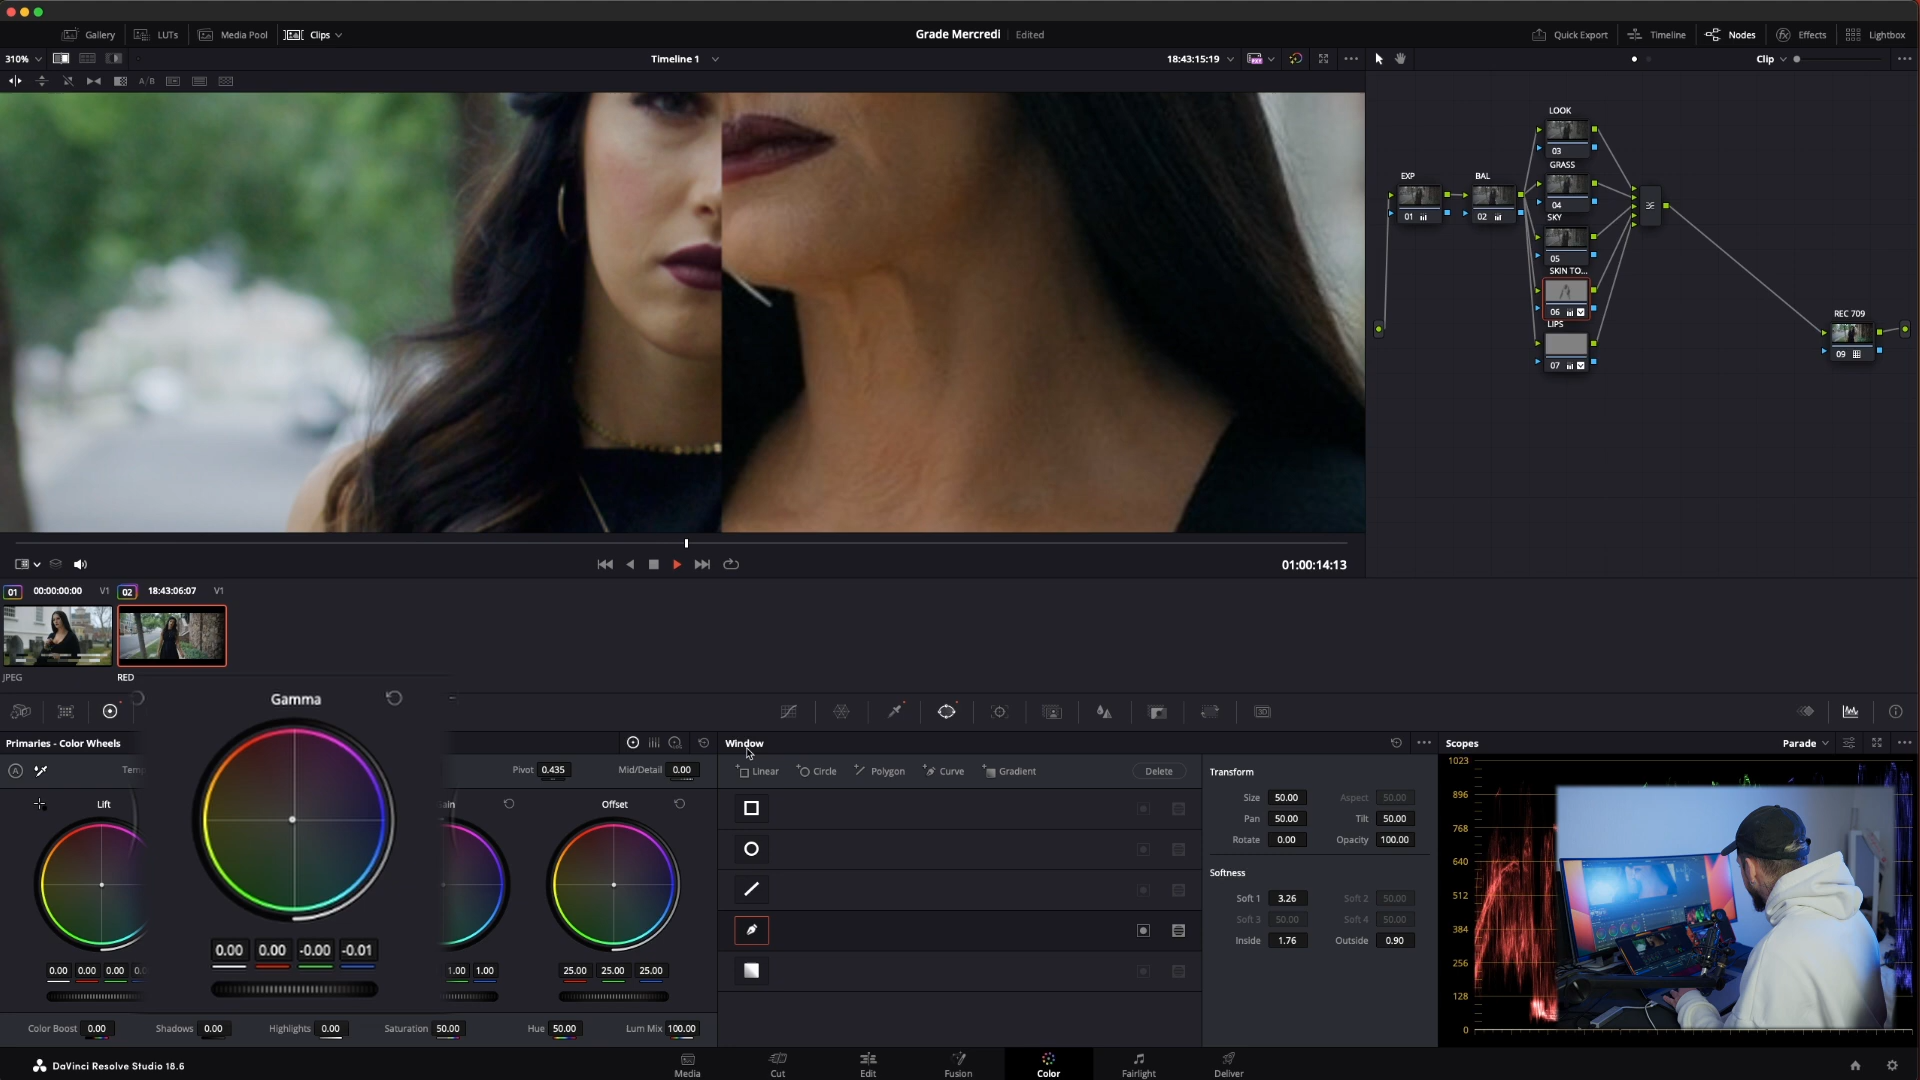 Gallery LUTs Media Pool Clips Grade Mercredi Edited Quick Export Timeline Nodes Effects Lightbox
310% Timeline 1 18:43:15:19 Clip
A/B
LOOK
03
GRASS
EXP BAL
04
01 02
SKY
05
SKIN TO...
06
REC 709
LIPS
09
07
01:00:14:13
01 00:00:00:00 V1 02 18:43:06:07 V1
JPEG RED
Gamma
3D
Primaries - Color Wheels Window Scopes Parade
A Temp Pivot 0.435 Mid/Detail 0.00 Linear Circle Polygon Curve Gradient Delete Transform
Lift ain Offset
Size 50.00 Aspect 50.00
Pan 50.00 Tilt 50.00
Rotate 0.00 Opacity 100.00
Softness
Soft 1 3.26 Soft 2 50.00
Soft 3 50.00 Soft 4 50.00
Inside 1.76 Outside 0.90
1023
896
768
640
512
384
256
128
0
0.00 0.00 -0.00 -0.01
0.00 0.00 0.00 0.0 1.00 1.00 25.00 25.00 25.00
Color Boost 0.00 Shadows 0.00 Highlights 0.00 Saturation 50.00 Hue 50.00 Lum Mix 100.00
DaVinci Resolve Studio 18.6 Media Cut Edit Fusion Color Fairlight Deliver